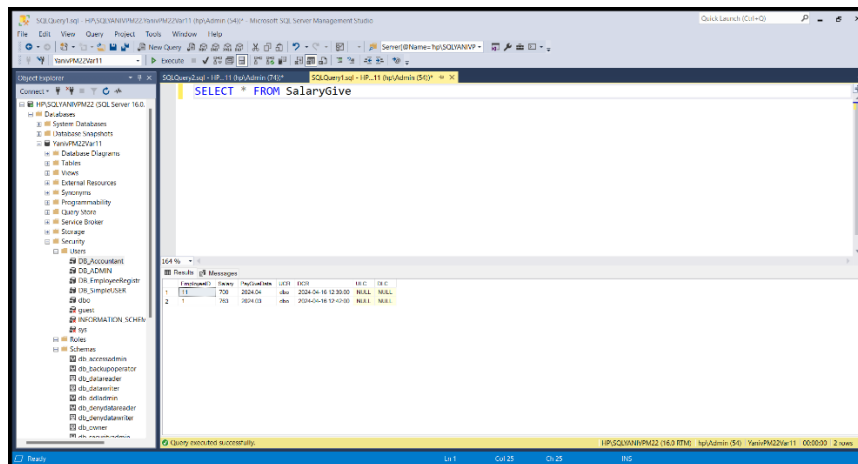 SQLQuery1.sql - HP\SQLYANIVPM22.YanivPM22Var11 (hp\Admin (54))* - Microsoft SQL Server Management Studio
Quick Launch (Ctrl+Q)
File Edit View Query Project Tools Window Help
New Query
Server(@Name='hp\SQLYANIVP
YanivPM22Var11
Execute
Object Explorer
SQLQuery2.sql - HP...11 (hp\Admin (74))*
SQLQuery1.sql - HP...11 (hp\Admin (54))*
Connect
SELECT * FROM SalaryGive
HP\SQLYANIVPM22 (SQL Server 16.0.
Databases
System Databases
Database Snapshots
YanivPM22Var11
Database Diagrams
Tables
Views
External Resources
Synonyms
Programmability
Query Store
Service Broker
Storage
Security
Users
DB_Accountant
DB_ADMIN
DB_EmployeeRegistr
DB_SimpleUSER
dbo
guest
INFORMATION_SCHEM
sys
Roles
Schemas
db_accessadmin
db_backupoperator
db_datareader
db_datawriter
db_ddladmin
db_denydatareader
db_denydatawriter
db_owner
db_securityadmin
164 %
Results Messages
EmployeeID Salary PayGiveDate UCR DCR ULC DLC
1 11 2024.04 dbo 2024-04-16 12:39:00 NULL NULL
2 1 2024.03 dbo 2024-04-16 12:42:00 NULL NULL
Query executed successfully.
HP\SQLYANIVPM22 (16.0 RTM) hp\Admin (54) YanivPM22Var11 00:00:00 2 rows
Ready
Ln 1 Col 25 Ch 25 INS